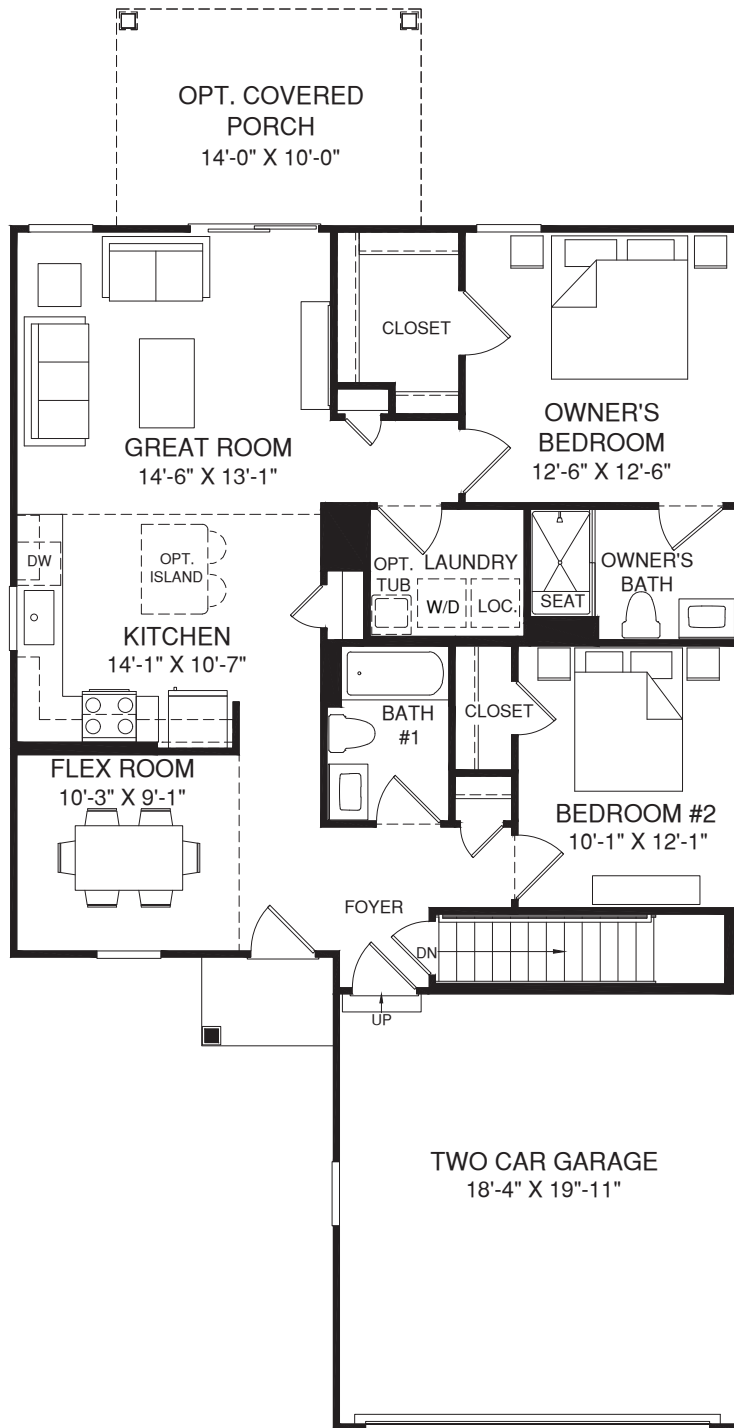 OPT. COVERED
PORCH
14'-0" X 10'-0"
CLOSET
OWNER'S
BEDROOM
12'-6" X 12'-6"
GREAT ROOM
14'-6" X 13'-1"
DW
OPT.
ISLAND
OPT.
TUB
LAUNDRY
W/D
LOC.
SEAT
OWNER'S
BATH
KITCHEN
14'-1" X 10'-7"
BATH
#1
CLOSET
FLEX ROOM
10'-3" X 9'-1"
BEDROOM #2
10'-1" X 12'-1"
FOYER
DN
UP
TWO CAR GARAGE
18'-4" X 19"-11"